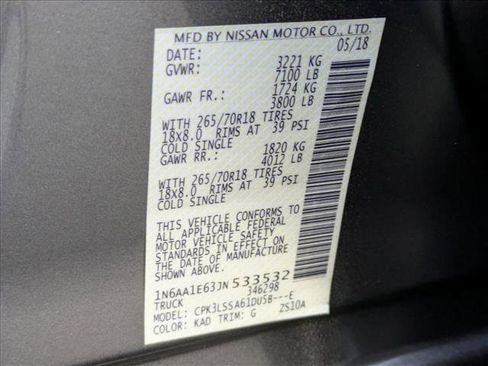 MFD BY NISSAN MOTOR CO., LTD.
DATE: 05/18
GVWR: 3221 KG
7100 LB
GAWR FR.: 1724 KG
3800 LB
WITH 265/70R18 TIRES
18X8.0 RIMS AT 39 PSI
COLD SINGLE
GAWR RR.: 1820 KG
4012 LB
WITH 265/70R18 TIRES
18X8.0 RIMS AT 39 PSI
COLD SINGLE
THIS VEHICLE CONFORMS TO
ALL APPLICABLE FEDERAL
MOTOR VEHICLE SAFETY
STANDARDS IN EFFECT ON
THE DATE OF MANUFACTURE
SHOWN ABOVE.
1N6AA1E63JN533532
TRUCK 346298
MODEL: CPK3LSSA61DU5B---E
COLOR: KAD TRIM: G ZS10A